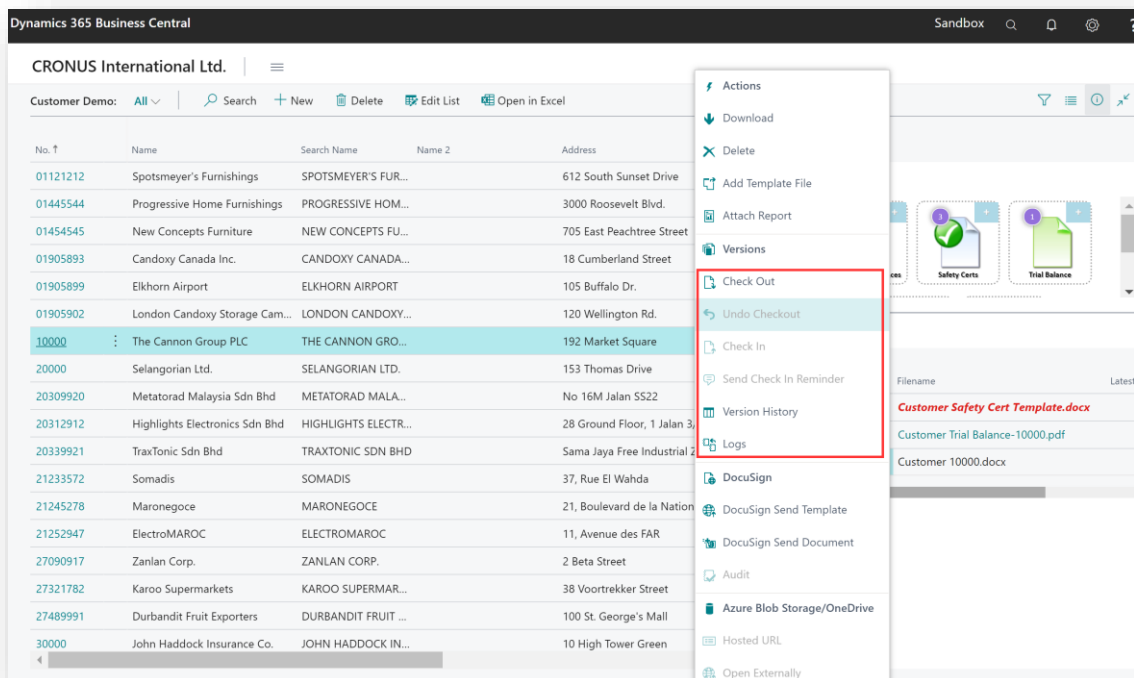 Dynamics 365 Business Central
Sandbox
?
CRONUS International Ltd.
Customer Demo: All Search New Delete Edit List Open in Excel
No. ↑ Name Search Name Name 2 Address
01121212 Spotsmeyer's Furnishings SPOTSMEYER'S FUR... 612 South Sunset Drive
01445544 Progressive Home Furnishings PROGRESSIVE HOM... 3000 Roosevelt Blvd.
01454545 New Concepts Furniture NEW CONCEPTS FU... 705 East Peachtree Street
01905893 Candoxy Canada Inc. CANDOXY CANADA... 18 Cumberland Street
01905899 Elkhorn Airport ELKHORN AIRPORT 105 Buffalo Dr.
01905902 London Candoxy Storage Cam... LONDON CANDOXY... 120 Wellington Rd.
10000 The Cannon Group PLC THE CANNON GRO... 192 Market Square
20000 Selangorian Ltd. SELANGORIAN LTD. 153 Thomas Drive
20309920 Metatorad Malaysia Sdn Bhd METATORAD MALA... No 16M Jalan SS22
20312912 Highlights Electronics Sdn Bhd HIGHLIGHTS ELECTR... 28 Ground Floor, 1 Jalan 3,
20339921 TraxTonic Sdn Bhd TRAXTONIC SDN BHD Sama Jaya Free Industrial
21233572 Somadis SOMADIS 37, Rue El Wahda
21245278 Maronegoce MARONEGOCE 21, Boulevard de la Nation
21252947 ElectroMAROC ELECTROMAROC 11, Avenue des FAR
27090917 Zanlan Corp. ZANLAN CORP. 2 Beta Street
27321782 Karoo Supermarkets KAROO SUPERMAR... 38 Voortrekker Street
27489991 Durbandit Fruit Exporters DURBANDIT FRUIT ... 100 St. George's Mall
30000 John Haddock Insurance Co. JOHN HADDOCK IN... 10 High Tower Green
Actions
Download
Delete
Add Template File
Attach Report
Versions
Check Out
Undo Checkout
Check In
Send Check In Reminder
Version History
Logs
DocuSign
DocuSign Send Template
DocuSign Send Document
Audit
Azure Blob Storage/OneDrive
Hosted URL
Open Externally
3 1
Safety Certs Trial Balance
Filename Latest
Customer Safety Cert Template.docx
Customer Trial Balance-10000.pdf
Customer 10000.docx